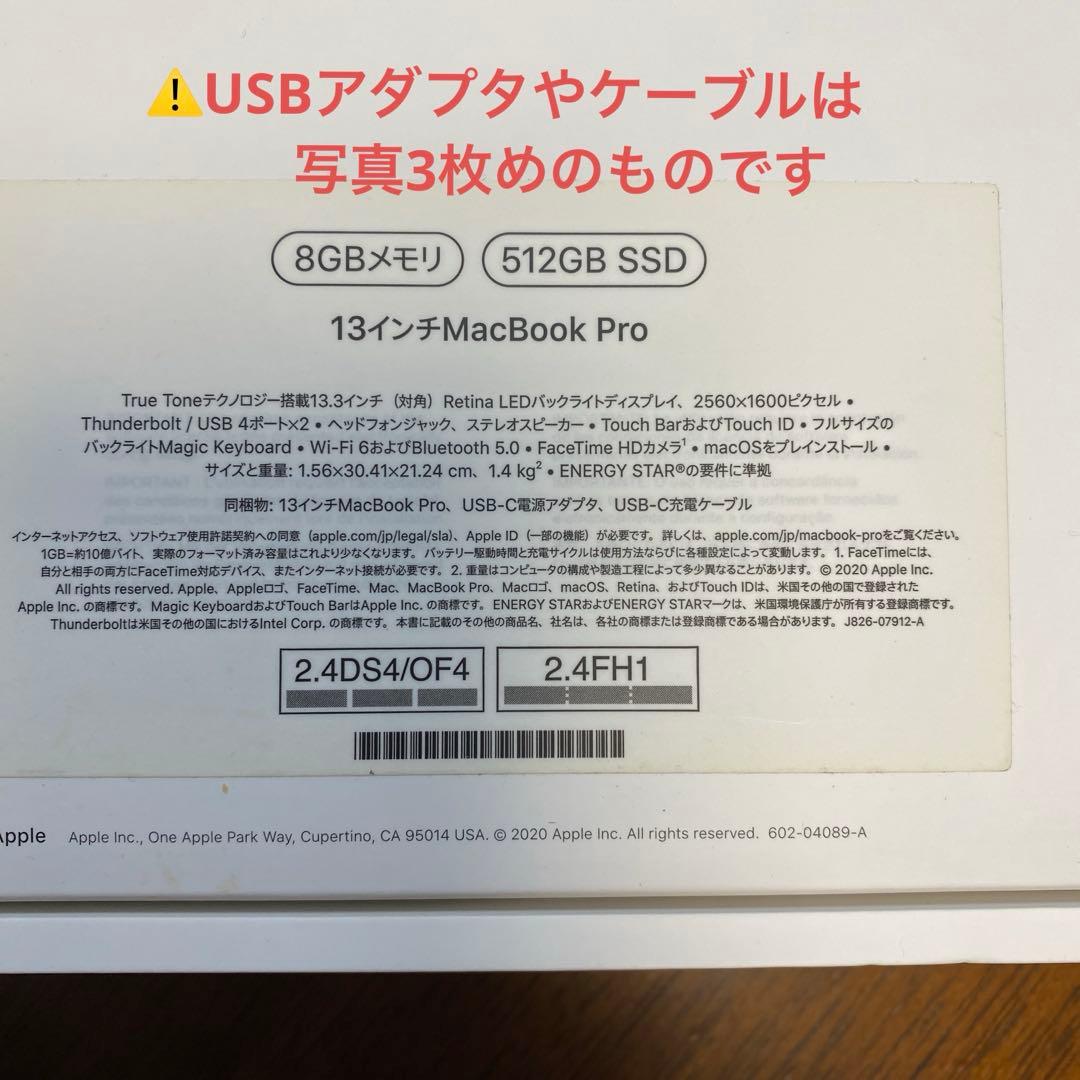 ⚠️USBアダプタやケーブルは
写真3枚めのものです
8GBメモリ 512GB SSD
13インチMacBook Pro
True Toneテクノロジー搭載13.3インチ（対角）Retina LEDバックライトディスプレイ、2560×1600ピクセル •
Thunderbolt / USB 4ポート×2 • ヘッドフォンジャック、ステレオスピーカー • Touch BarおよびTouch ID • フルサイズの
バックライトMagic Keyboard • Wi-Fi 6およびBluetooth 5.0 • FaceTime HDカメラ¹ • macOSをプレインストール •
サイズと重量: 1.56×30.41×21.24 cm、1.4 kg² • ENERGY STAR®の要件に準拠
同梱物: 13インチMacBook Pro、USB-C電源アダプタ、USB-C充電ケーブル
インターネットアクセス、ソフトウェア使用許諾契約への同意（apple.com/jp/legal/sla）、Apple ID（一部の機能）が必要です。詳しくは、apple.com/jp/macbook-proをご覧ください。
1GB=約10億バイト、実際のフォーマット済み容量はこれより少なくなります。バッテリー駆動時間と充電サイクルは使用方法ならびに各種設定によって変動します。1. FaceTimeには、
自分と相手の両方にFaceTime対応デバイス、またインターネット接続が必要です。2. 重量はコンピュータの構成や製造工程によって多少異なることがあります。© 2020 Apple Inc.
All rights reserved. Apple、Appleロゴ、FaceTime、Mac、MacBook Pro、Macロゴ、macOS、Retina、およびTouch IDは、米国その他の国で登録された
Apple Inc. の商標です。Magic KeyboardおよびTouch BarはApple Inc. の商標です。ENERGY STARおよびENERGY STARマークは、米国環境保護庁が所有する登録商標です。
Thunderboltは米国その他の国におけるIntel Corp. の商標です。本書に記載のその他の商品名、社名は、各社の商標または登録商標である場合があります。J826-07912-A
2.4DS4/OF4 2.4FH1
Apple Apple Inc., One Apple Park Way, Cupertino, CA 95014 USA. © 2020 Apple Inc. All rights reserved. 602-04089-A